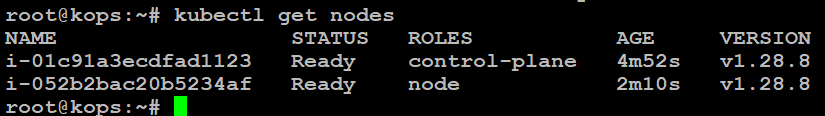 root@kops:~# kubectl get nodes
NAME STATUS ROLES AGE VERSION
i-01c91a3ecdfad1123 Ready control-plane 4m52s v1.28.8
i-052b2bac20b5234af Ready node 2m10s v1.28.8
root@kops:~#